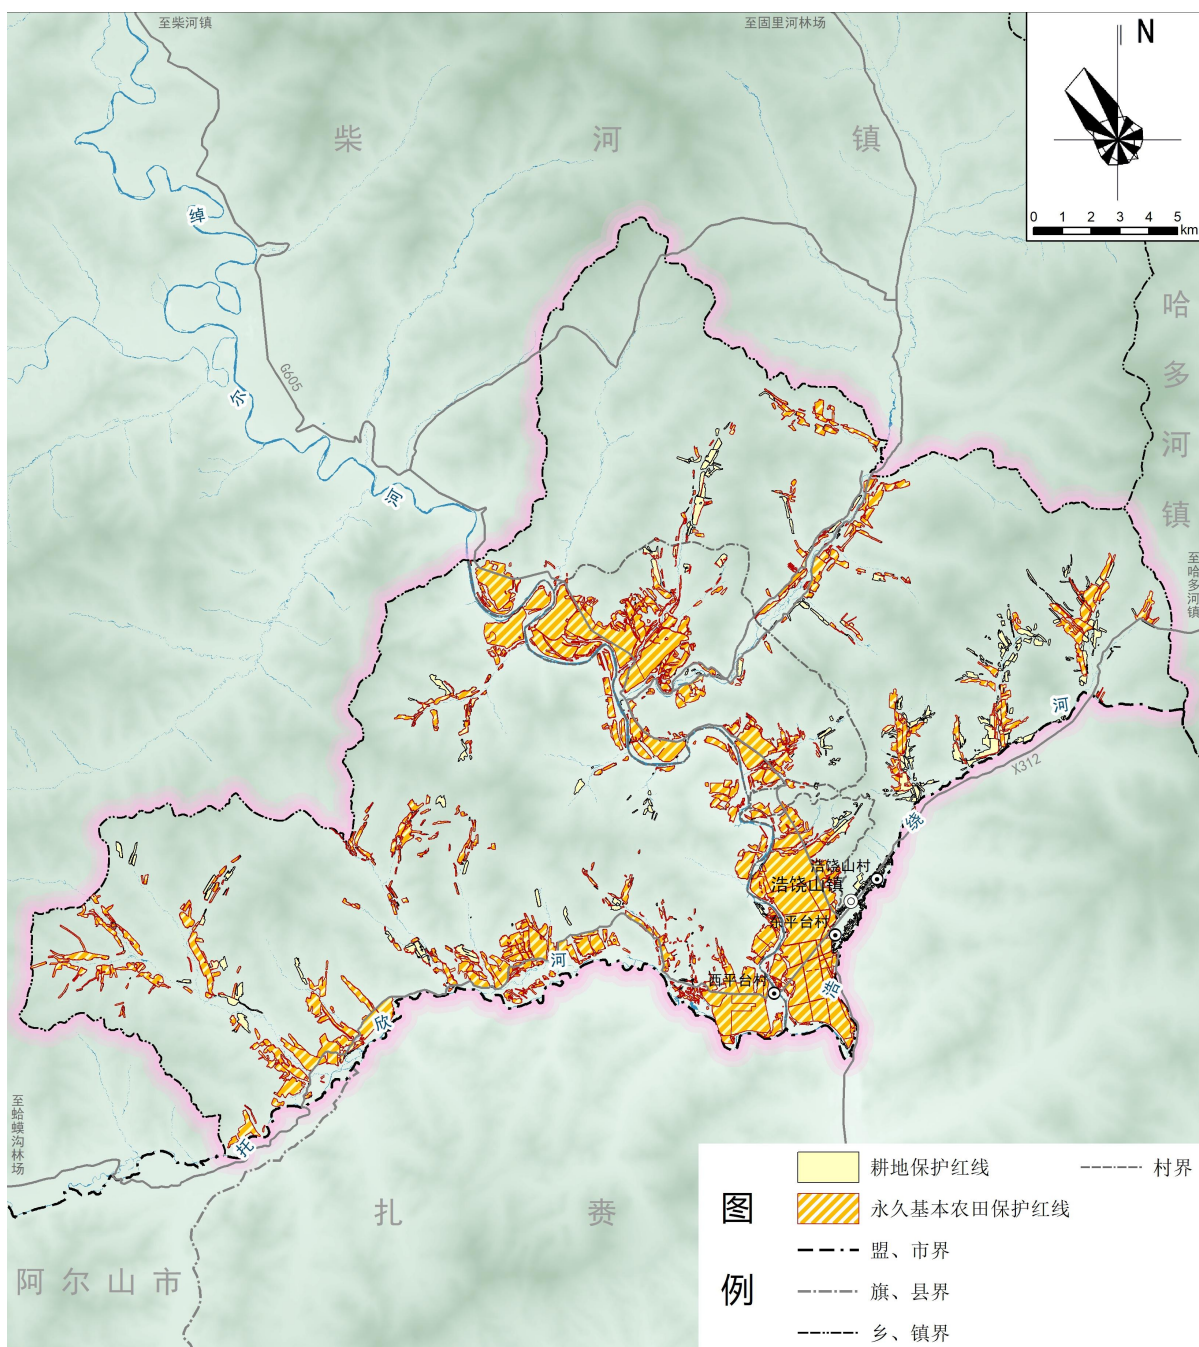 至柴河镇
至固里河林场
N
柴河镇
0 1 2 3 4 5
km
绰尔河
哈多河镇
G605
至哈多河镇
X312
浩饶河
浩饶山村
浩饶山镇
东平台村
西平台村
托欣河
至蛤蟆沟林场
扎赉
阿尔山市
图例
耕地保护红线
村界
永久基本农田保护红线
盟、市界
旗、县界
乡、镇界